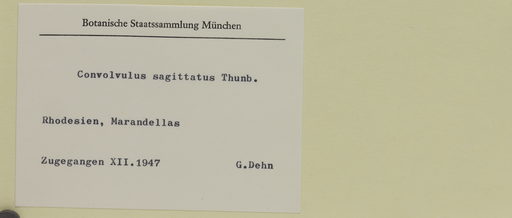 Botanische Staatssammlung München
Convolvulus sagittatus Thunb.
Rhodesien, Marandellas
Zugegangen XII.1947 G.Dehn